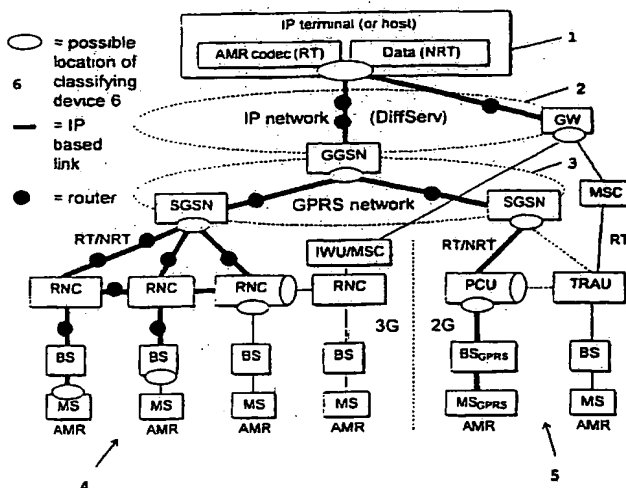 IP terminal (or host)
AMR codec (RT)
Data (NRT)
1
= possible
location of
classifying
device 6
6
= IP
based
link
= router
2
IP network (DiffServ)
GW
GGSN
3
SGSN
GPRS network
SGSN
MSC
RT/NRT
IWU/MSC
RT/NRT
RT
RNC
RNC
RNC
RNC
PCU
TRAU
3G
2G
BS
BS
BS
BS
BSGPRS
BS
MS
MS
MS
MS
MSGPRS
MS
AMR
AMR
AMR
AMR
AMR
AMR
4
5